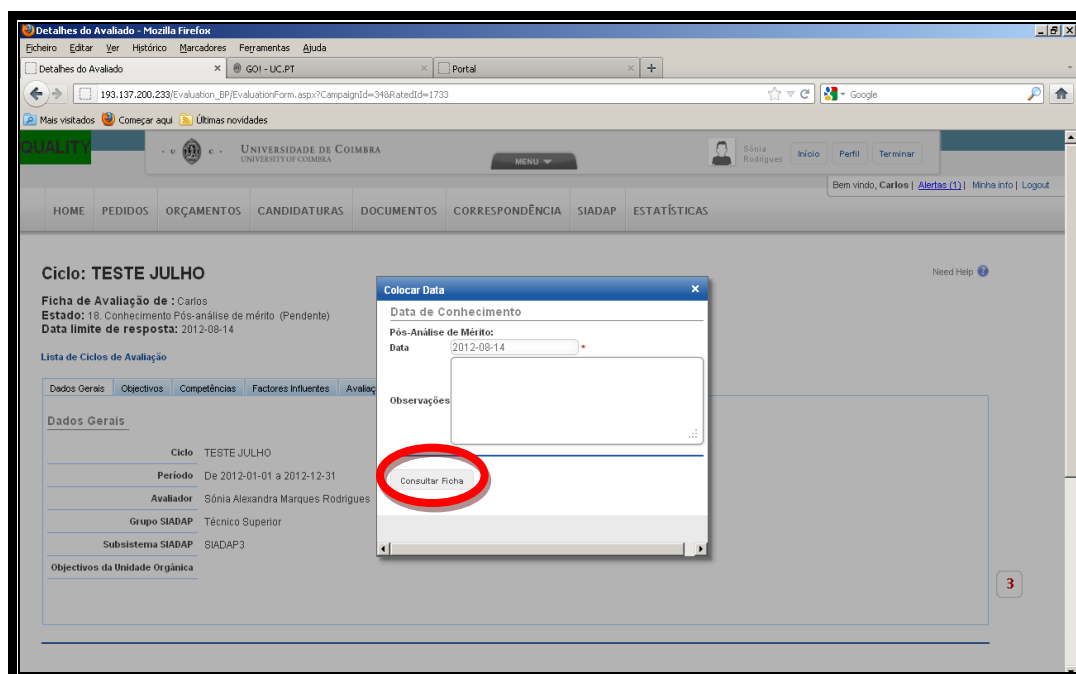 Detalhes do Avaliado - Mozilla Firefox
Ficheiro Editar Ver Histórico Marcadores Ferramentas Ajuda
Detalhes do Avaliado × GO! - UC.PT × Portal × +
193.137.200.233/Evaluation_BP/EvaluationForm.aspx?CampaignId=348&RatedId=1733 Google
Mais visitados Começar aqui Últimas novidades
QUALITY · U C · UNIVERSIDADE DE COIMBRA
UNIVERSITY OF COIMBRA
MENU
Sónia
Rodrigues
Início Perfil Terminar
Bem vindo, Carlos | Alertas (1) | Minha info | Logout
HOME PEDIDOS ORÇAMENTOS CANDIDATURAS DOCUMENTOS CORRESPONDÊNCIA SIADAP ESTATÍSTICAS
Ciclo: TESTE JULHO
Need Help ?
Ficha de Avaliação de : Carlos
Estado: 18. Conhecimento Pós-análise de mérito (Pendente)
Data limite de resposta: 2012-08-14
Lista de Ciclos de Avaliação
Dados Gerais Objectivos Competências Factores Influentes Avaliaç
Dados Gerais
Ciclo TESTE JULHO
Período De 2012-01-01 a 2012-12-31
Avaliador Sónia Alexandra Marques Rodrigues
Grupo SIADAP Técnico Superior
Subsistema SIADAP SIADAP3
Objectivos da Unidade Orgânica
Colocar Data ×
Data de Conhecimento
Pós-Análise de Mérito:
Data 2012-08-14 *
Observações
Consultar Ficha
3